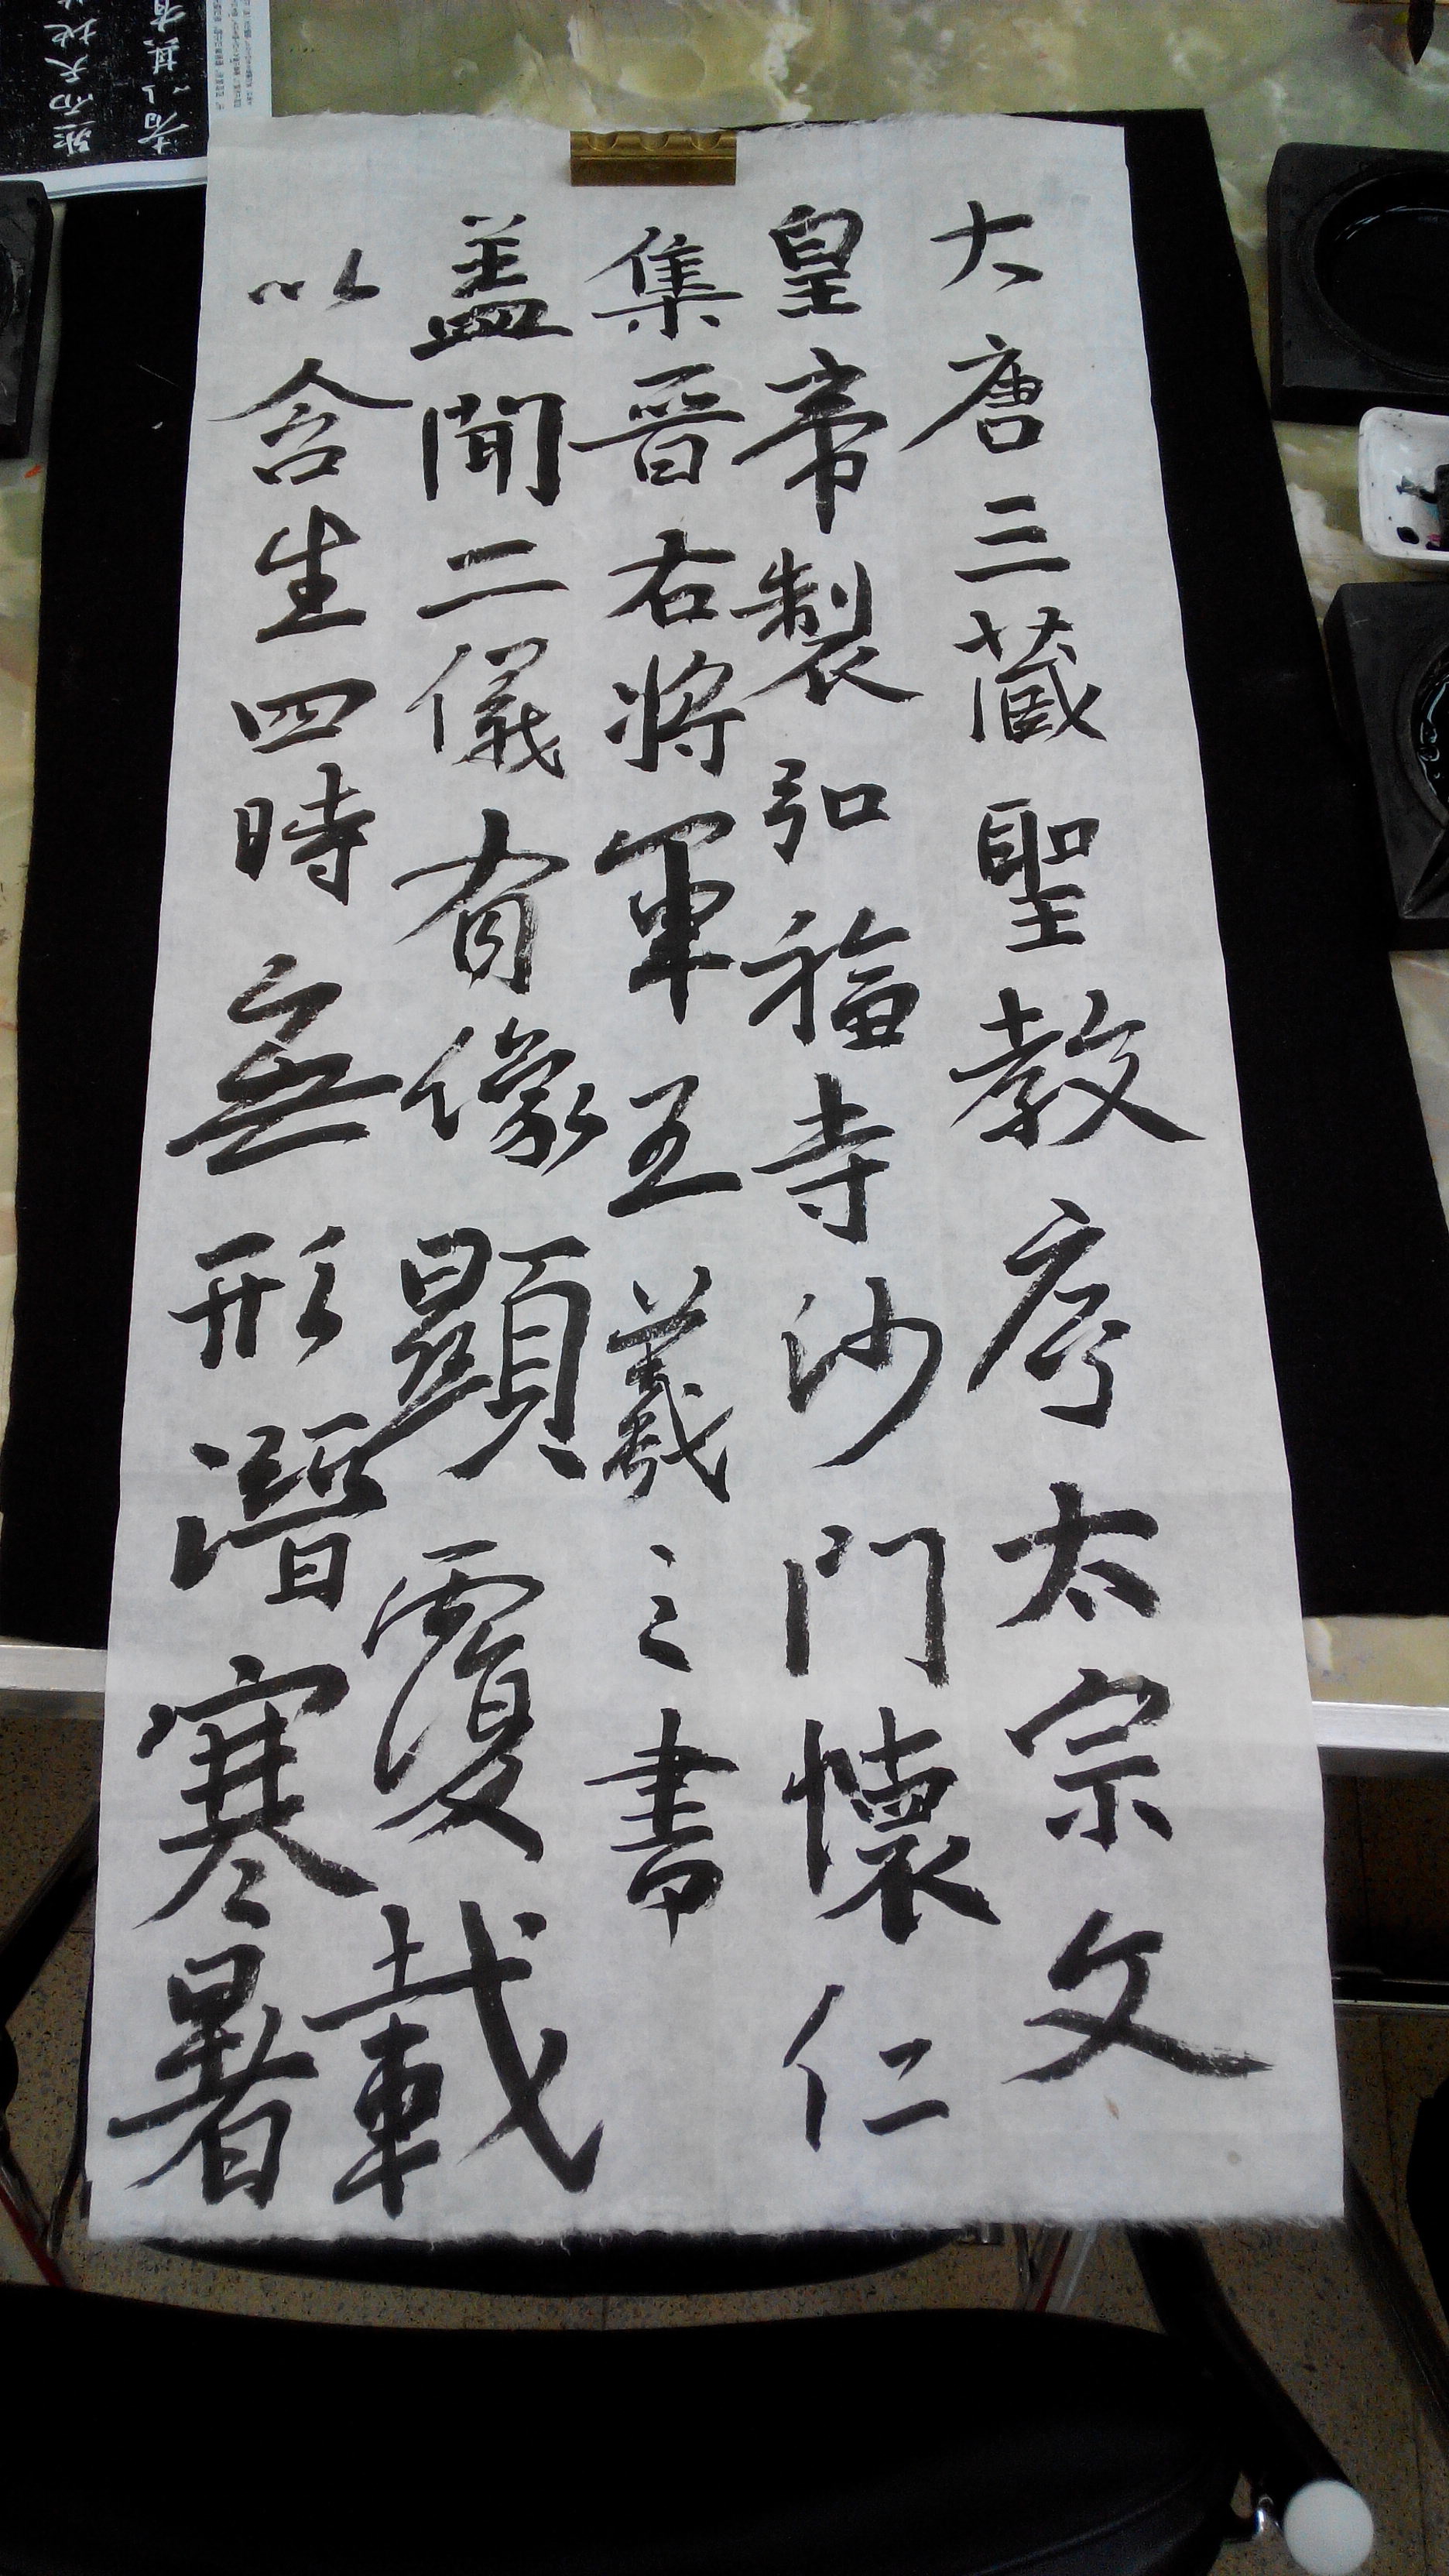 大唐三藏聖教序太宗文
皇帝製弘福寺沙門懷仁
集晉右將軍王羲之書
蓋聞二儀有像顯覆載
以含生四時無形潛寒暑